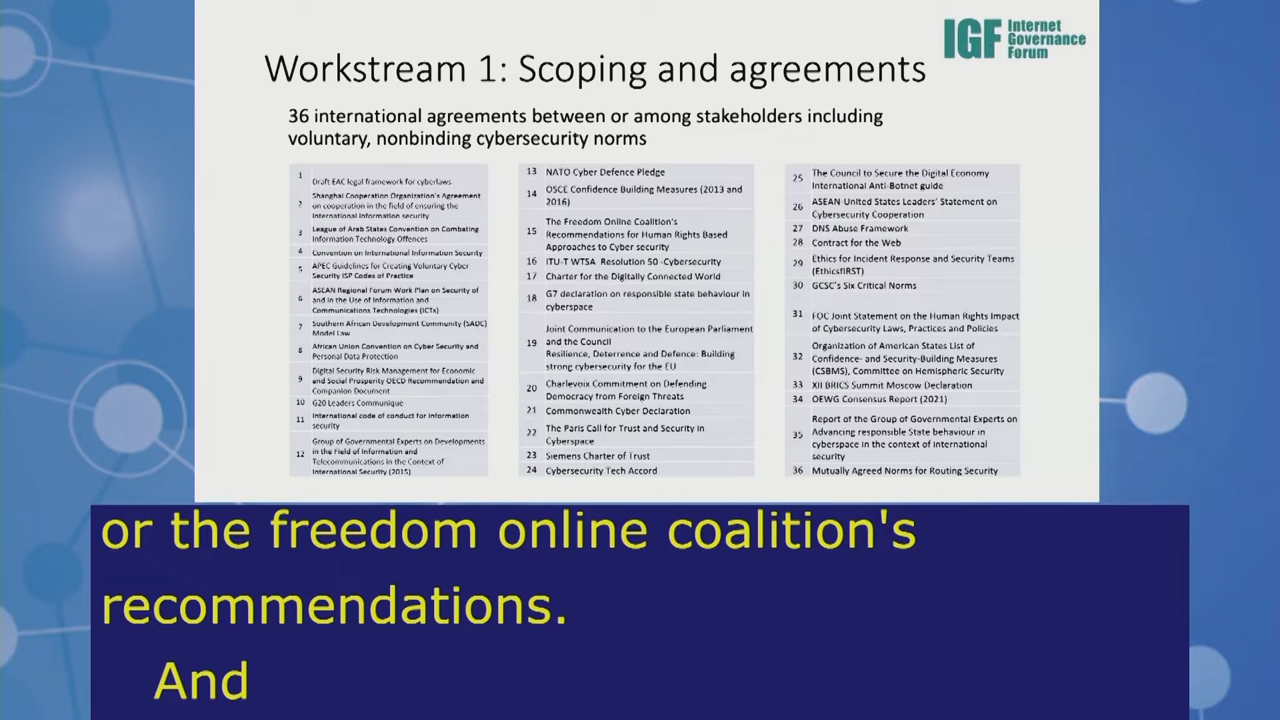 IGF Internet
Governance
Forum
Workstream 1: Scoping and agreements
36 international agreements between or among stakeholders including
voluntary, nonbinding cybersecurity norms
1 Draft EAC legal framework for cyberlaws
2 Shanghai Cooperation Organization's Agreement
on cooperation in the field of ensuring the
International Information security
3 League of Arab States Convention on Combating
Information Technology Offences
4 Convention on International Information Security
5 APEC Guidelines for Creating Voluntary Cyber
Security ISP Codes of Practice
6 ASEAN Regional Forum Work Plan on Security of
and in the Use of Information and
Communications Technologies (ICTs)
7 Southern African Development Community (SADC)
Model Law
8 African Union Convention on Cyber Security and
Personal Data Protection
9 Digital Security Risk Management for Economic
and Social Prosperity OECD Recommendation and
Companion Document
10 G20 Leaders Communique
11 International code of conduct for information
security
12 Group of Governmental Experts on Developments
in the Field of Information and
Telecommunications in the Context of
International Security (2015)
13 NATO Cyber Defence Pledge
14 OSCE Confidence Building Measures (2013 and
2016)
15 The Freedom Online Coalition's
Recommendations for Human Rights Based
Approaches to Cyber security
16 ITU-T WTSA Resolution 50 -Cybersecurity
17 Charter for the Digitally Connected World
18 G7 declaration on responsible state behaviour in
cyberspace
19 Joint Communication to the European Parliament
and the Council
Resilience, Deterrence and Defence: Building
strong cybersecurity for the EU
20 Charlevoix Commitment on Defending
Democracy from Foreign Threats
21 Commonwealth Cyber Declaration
22 The Paris Call for Trust and Security in
Cyberspace
23 Siemens Charter of Trust
24 Cybersecurity Tech Accord
25 The Council to Secure the Digital Economy
International Anti-Botnet guide
26 ASEAN-United States Leaders' Statement on
Cybersecurity Cooperation
27 DNS Abuse Framework
28 Contract for the Web
29 Ethics for Incident Response and Security Teams
(EthicsfIRST)
30 GCSC's Six Critical Norms
31 FOC Joint Statement on the Human Rights Impact
of Cybersecurity Laws, Practices and Policies
32 Organization of American States List of
Confidence- and Security-Building Measures
(CSBMS), Committee on Hemispheric Security
33 XII BRICS Summit Moscow Declaration
34 OEWG Consensus Report (2021)
35 Report of the Group of Governmental Experts on
Advancing responsible State behaviour in
cyberspace in the context of international
security
36 Mutually Agreed Norms for Routing Security
or the freedom online coalition's
recommendations.
And